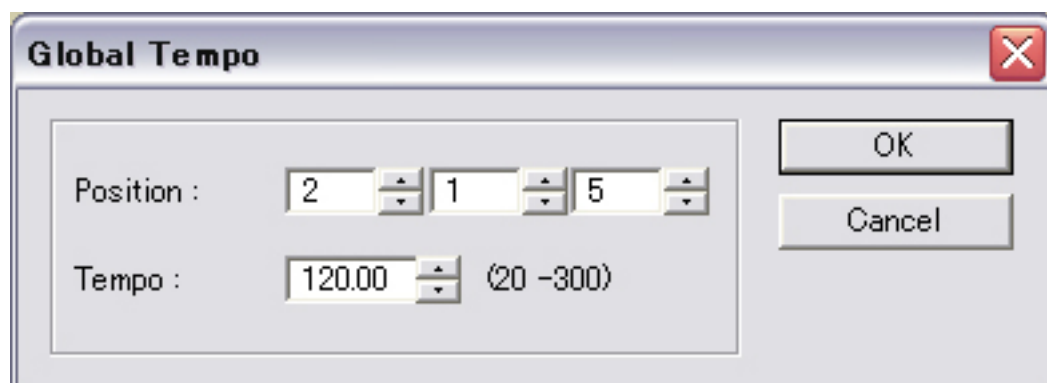 Global Tempo
Position : 2 1 5
Tempo : 120.00 (20 -300)
OK
Cancel